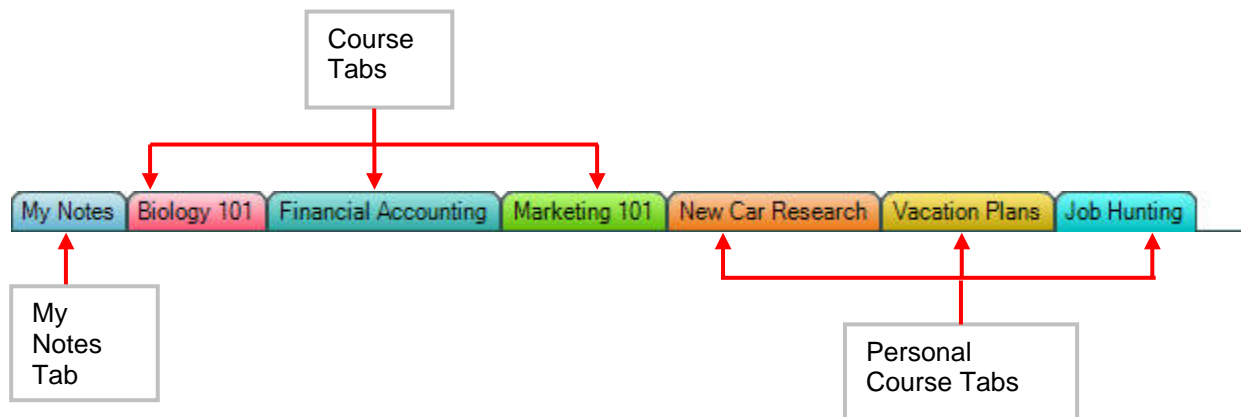 Course
Tabs
My Notes Biology 101 Financial Accounting Marketing 101 New Car Research Vacation Plans Job Hunting
My
Notes
Tab
Personal
Course Tabs